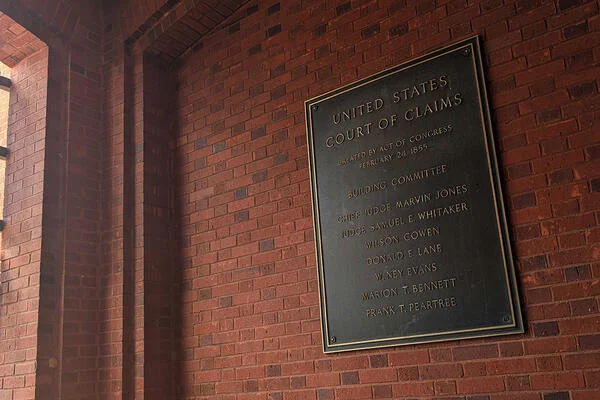 UNITED STATES
COURT OF CLAIMS
CREATED BY ACT OF CONGRESS
FEBRUARY 24, 1855
BUILDING COMMITTEE
CHIEF JUDGE MARVIN JONES
JUDGE SAMUEL E. WHITAKER
WILSON COWEN
DONALD E. LANE
W. NEY EVANS
MARION T. BENNETT
FRANK T. PEARTREE